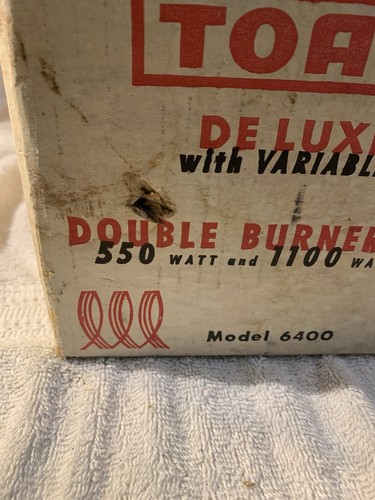 TOA
DE LUX
with VARIABL
DOUBLE BURNER
550 WATT and 1100 WA
Model 6400